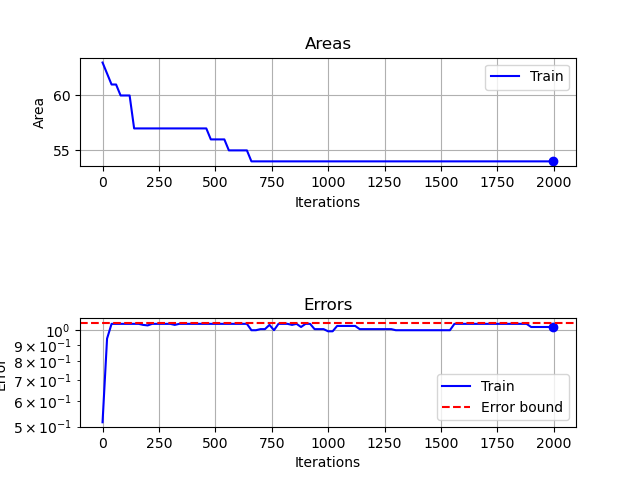 Areas
Area
60
55
Train
0 250 500 750 1000 1250 1500 1750 2000
Iterations
Errors
Error
10⁰
9 × 10⁻¹
8 × 10⁻¹
7 × 10⁻¹
6 × 10⁻¹
5 × 10⁻¹
Train
Error bound
0 250 500 750 1000 1250 1500 1750 2000
Iterations